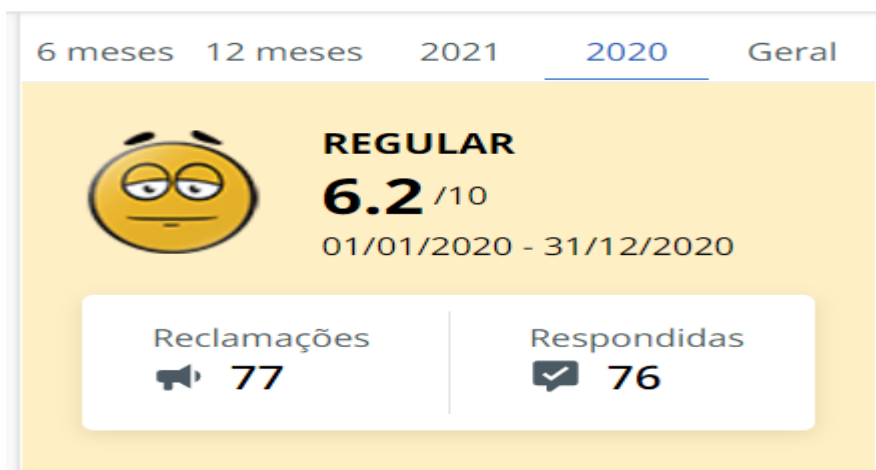 6 meses 12 meses 2021 2020 Geral
REGULAR
6.2 /10
01/01/2020 - 31/12/2020
Reclamações Respondidas
77 76